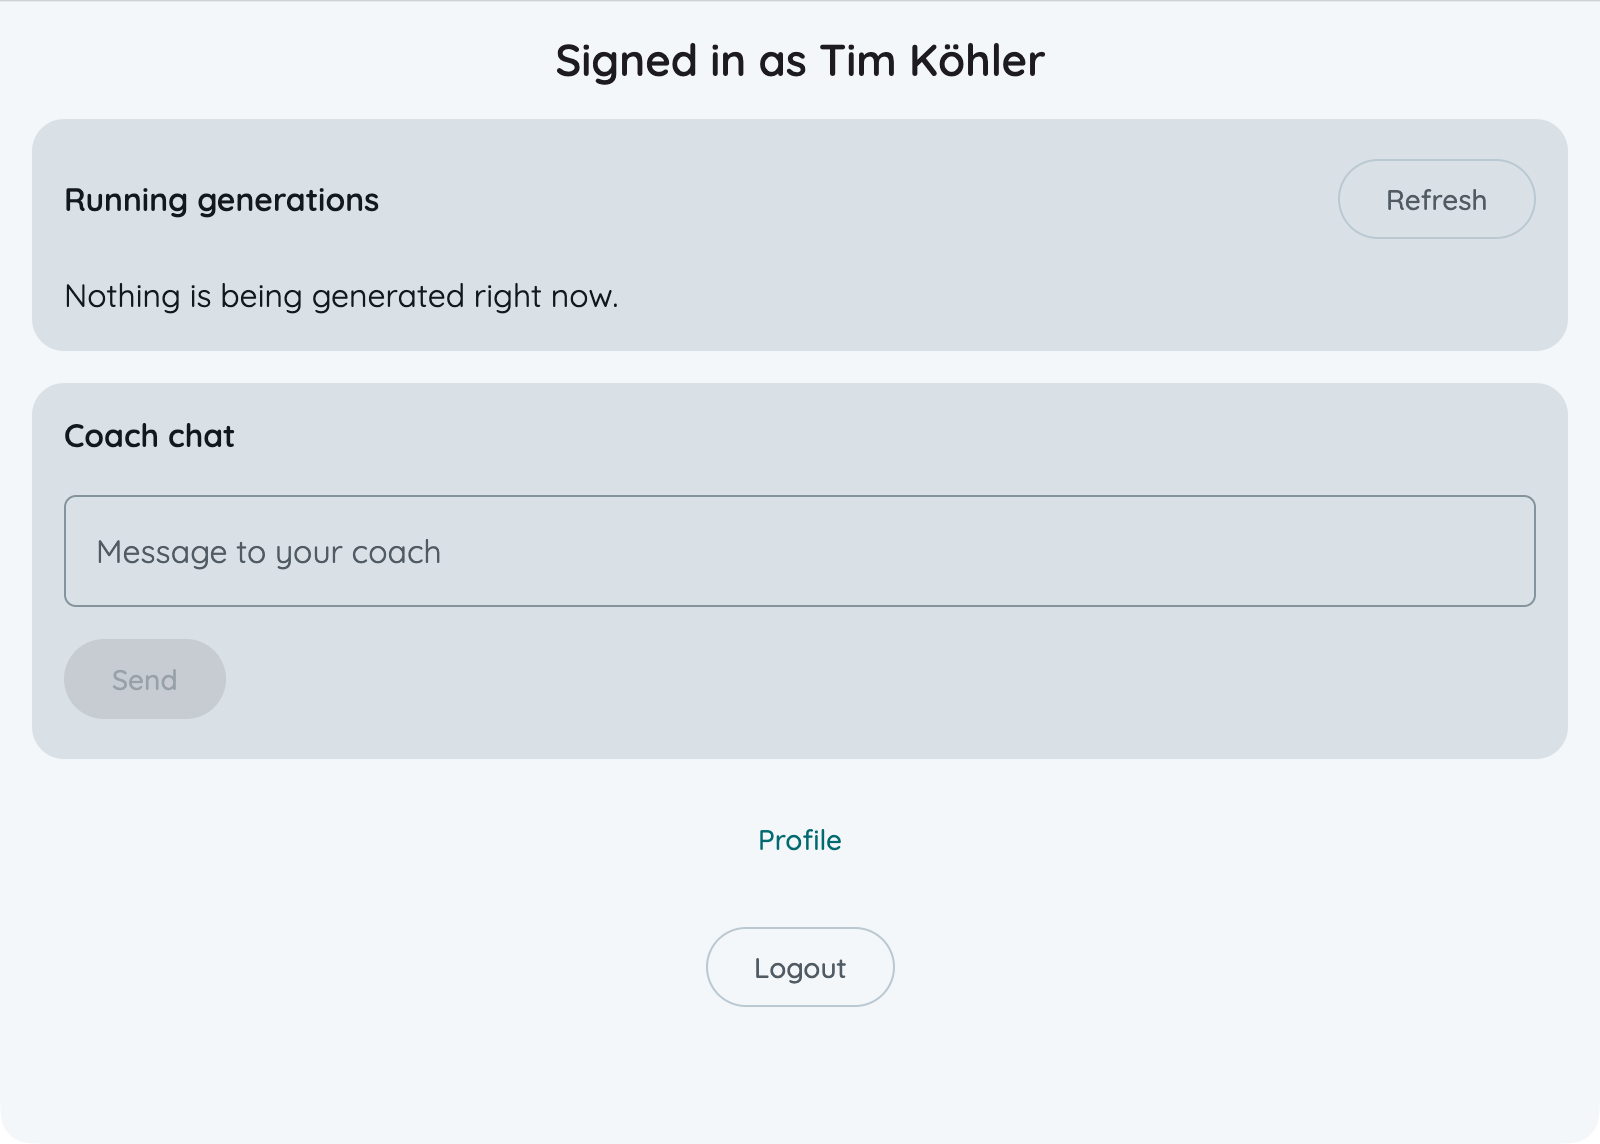 Signed in as Tim Köhler
Running generations
Refresh
Nothing is being generated right now.
Coach chat
Message to your coach
Send
Profile
Logout